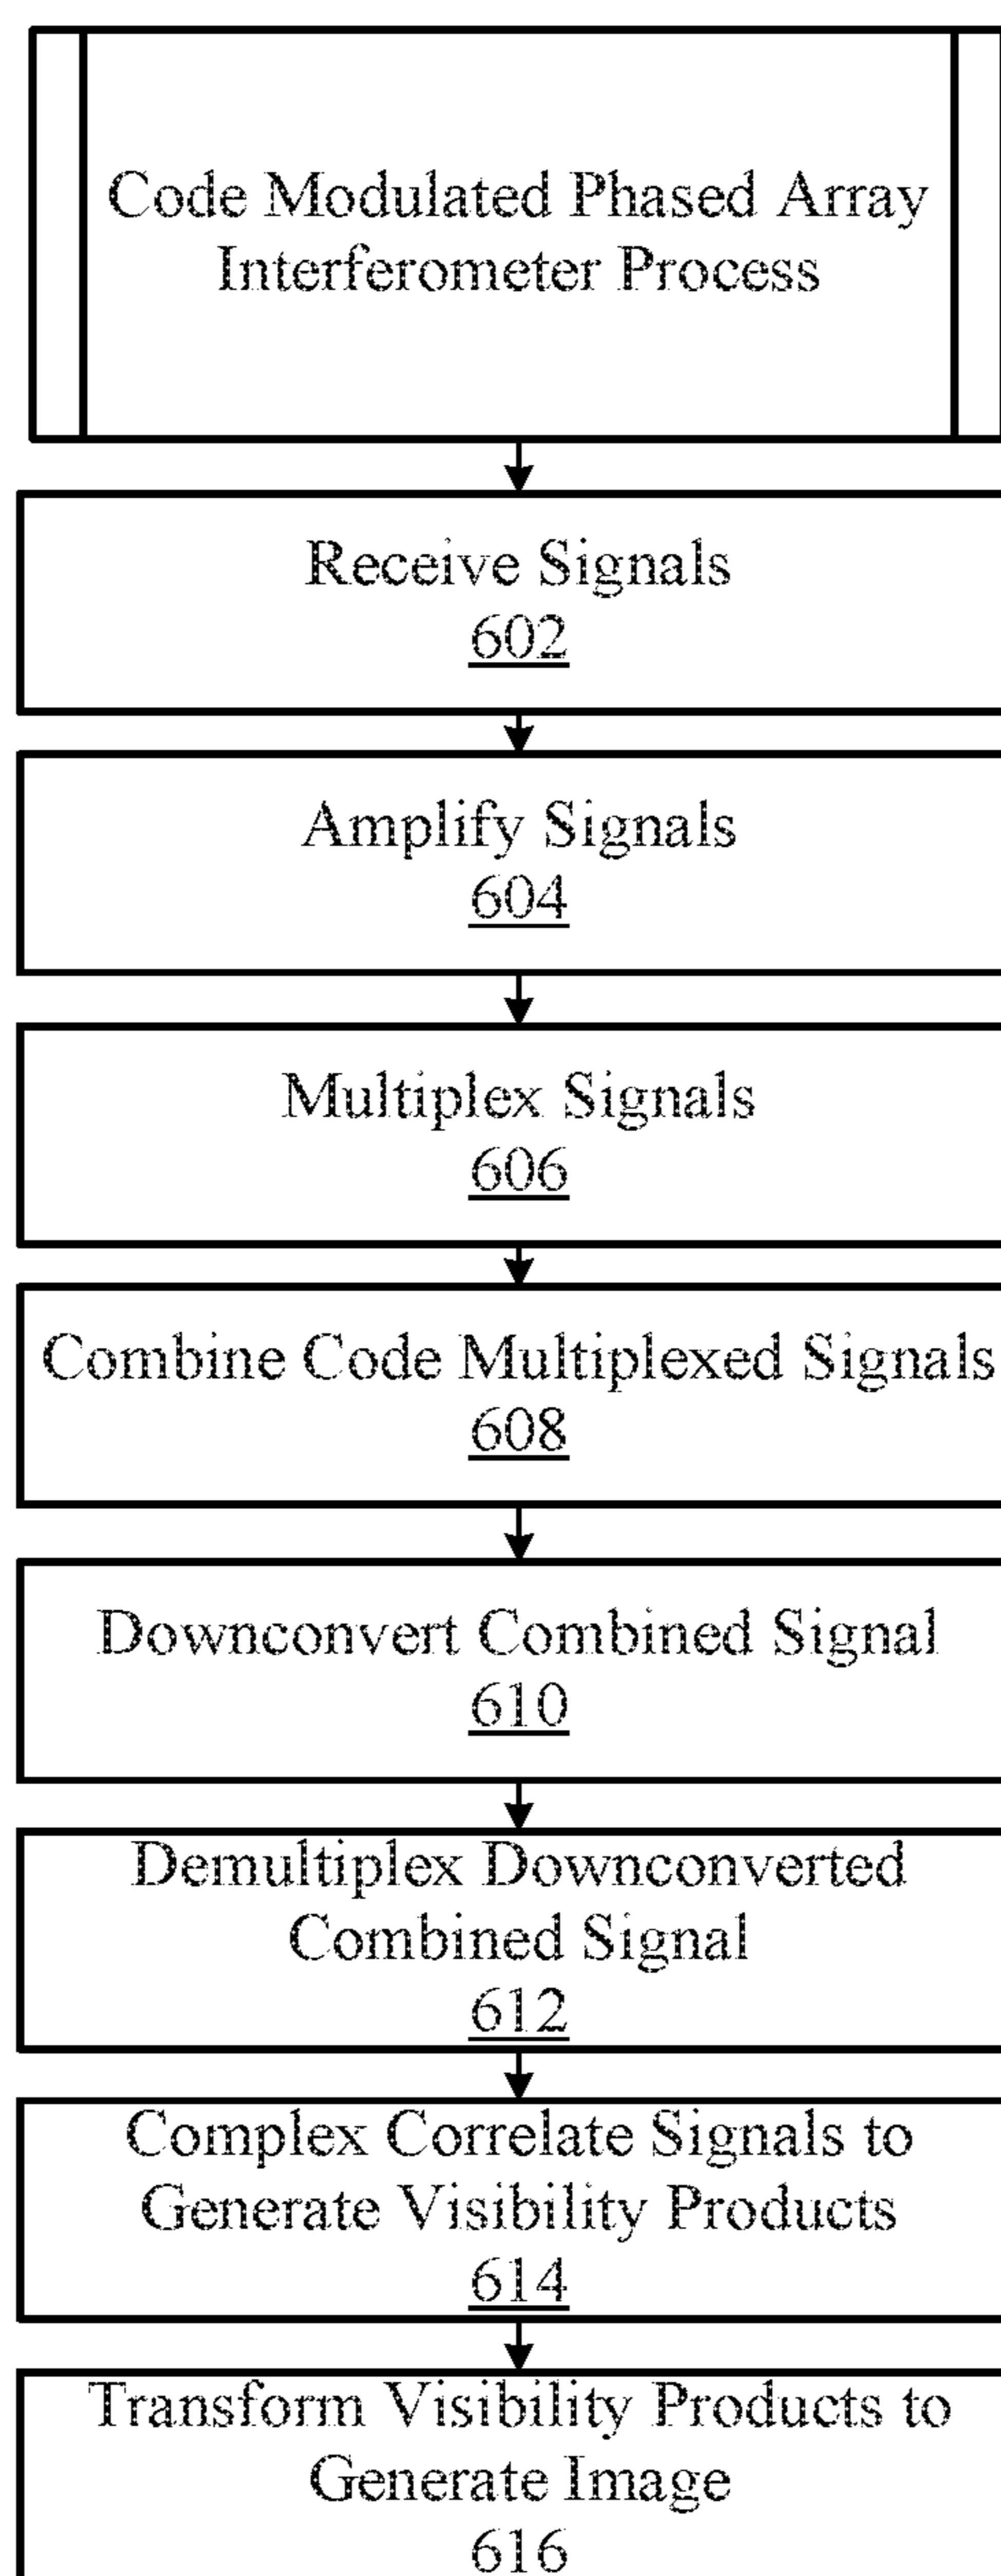 Code Modulated Phased Array
Interferometer Process
Receive Signals
602
Amplify Signals
604
Multiplex Signals
606
Combine Code Multiplexed Signals
608
Downconvert Combined Signal
610
Demultiplex Downconverted
Combined Signal
612
Complex Correlate Signals to
Generate Visibility Products
614
Transform Visibility Products to
Generate Image
616